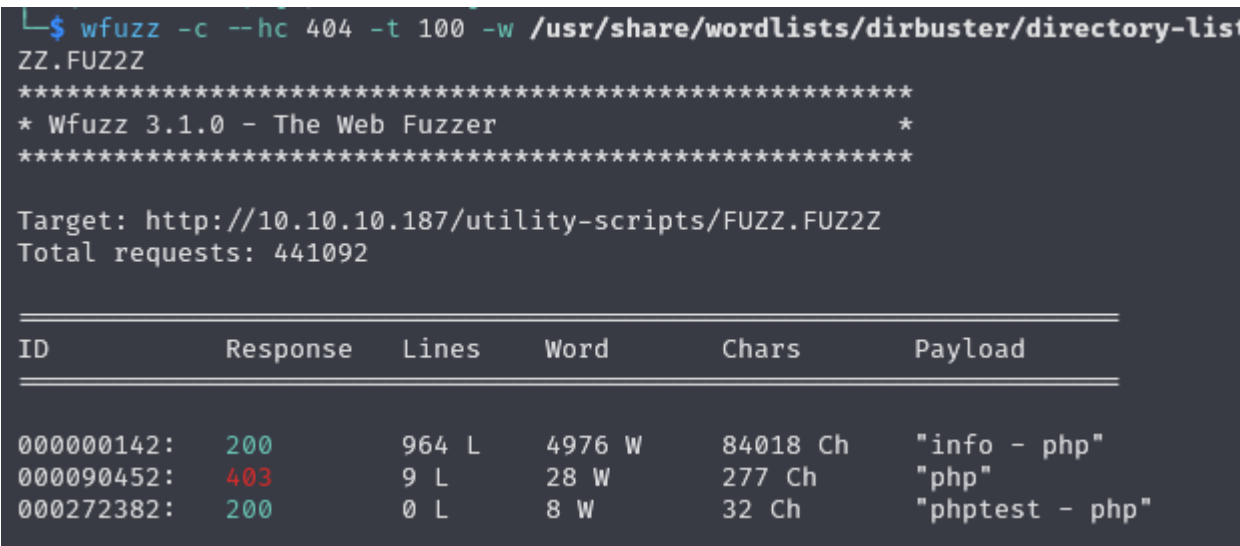 └─$ wfuzz -c --hc 404 -t 100 -w /usr/share/wordlists/dirbuster/directory-list
ZZ.FUZ2Z
********************************************************
* Wfuzz 3.1.0 - The Web Fuzzer                         *
********************************************************
Target: http://10.10.10.187/utility-scripts/FUZZ.FUZ2Z
Total requests: 441092
=====================================================================
ID           Response   Lines    Word       Chars       Payload
=====================================================================
000000142:   200        964 L    4976 W     84018 Ch    "info - php"
000090452:   403        9 L      28 W       277 Ch      "php"
000272382:   200        0 L      8 W        32 Ch       "phptest - php"